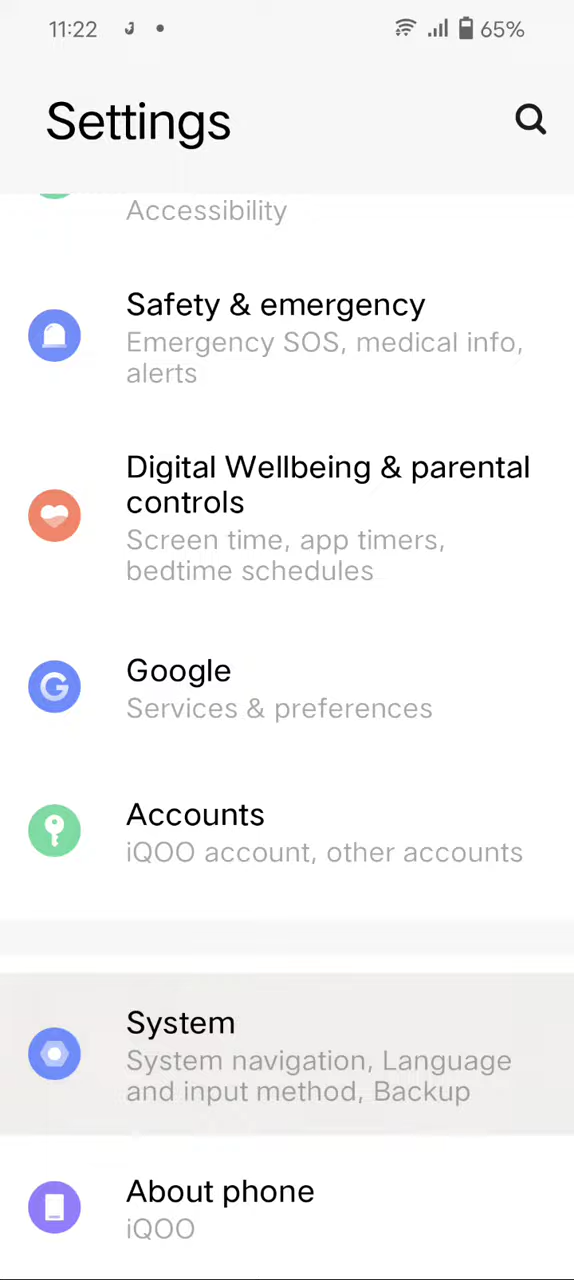 11:22
65%
Settings
Accessibility
Safety & emergency
Emergency SOS, medical info,
alerts
Digital Wellbeing & parental
controls
Screen time, app timers,
bedtime schedules
Google
Services & preferences
Accounts
iQOO account, other accounts
System
System navigation, Language
and input method, Backup
About phone
iQOO